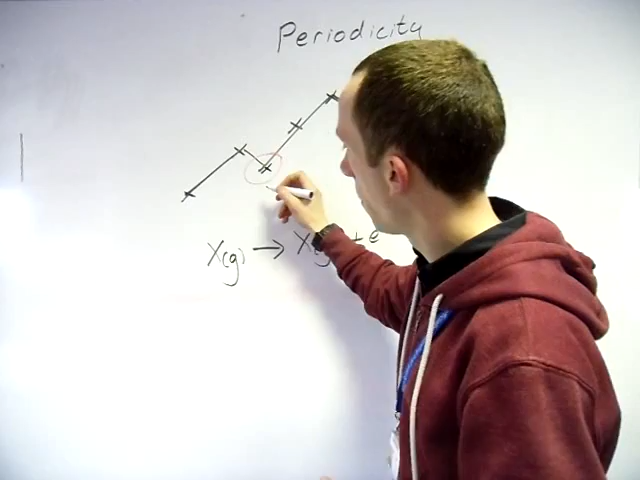 Periodicity
X(g) → X(g) + e